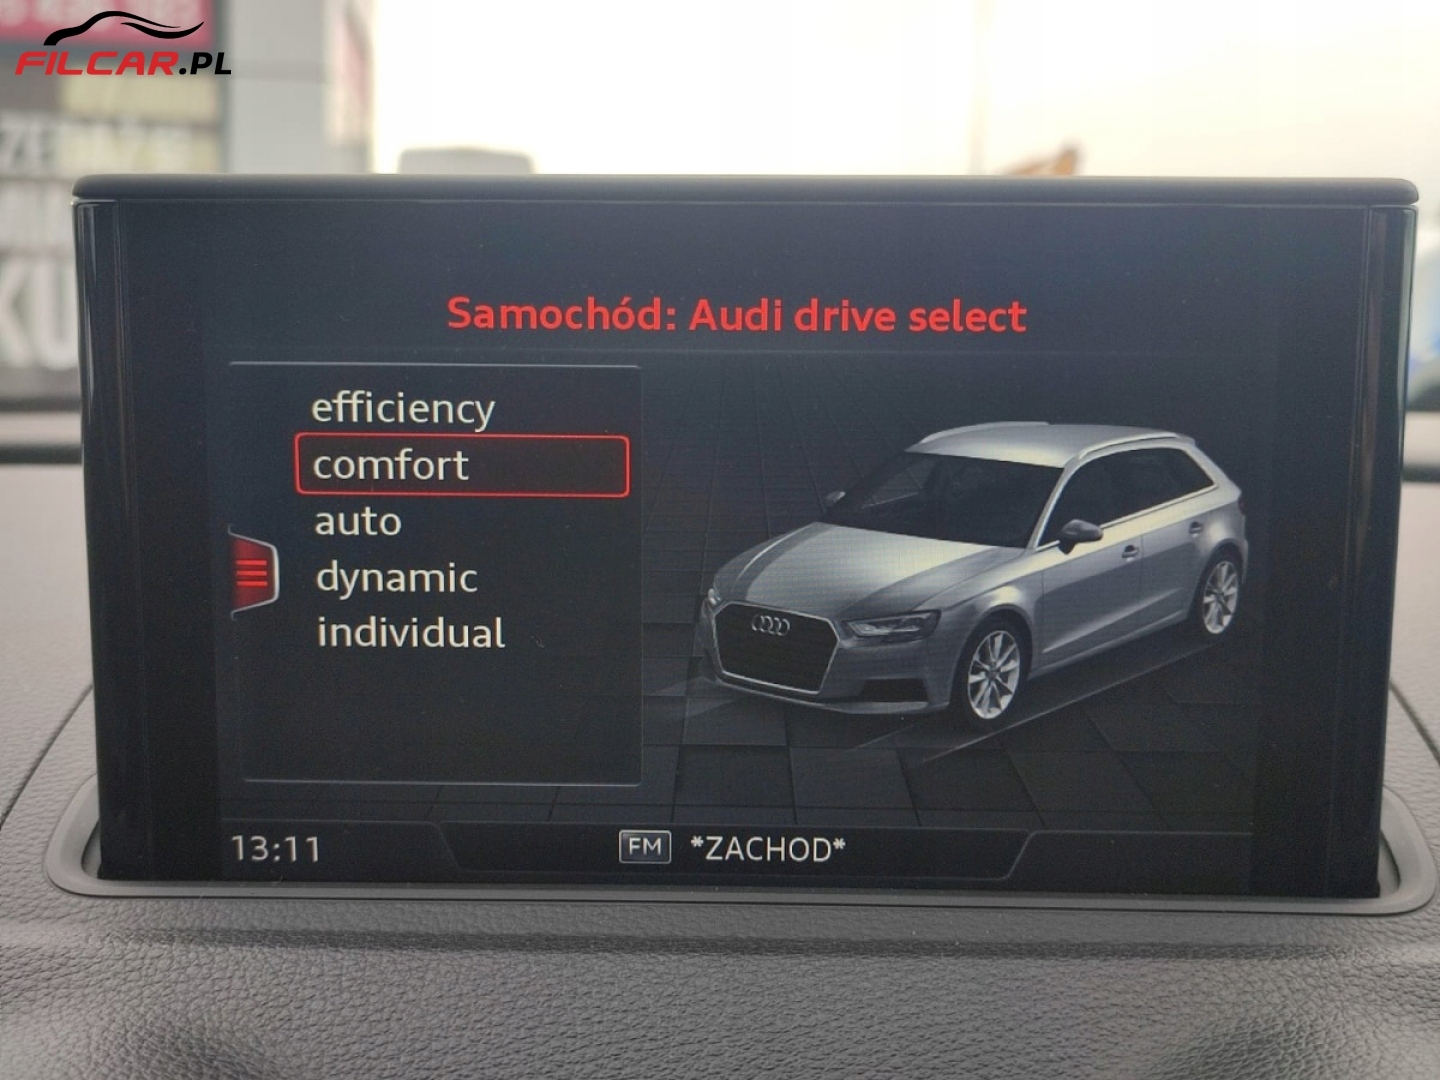 FILCAR.PL
Samochód: Audi drive select
efficiency
comfort
auto
dynamic
individual
13:11
FM *ZACHOD*